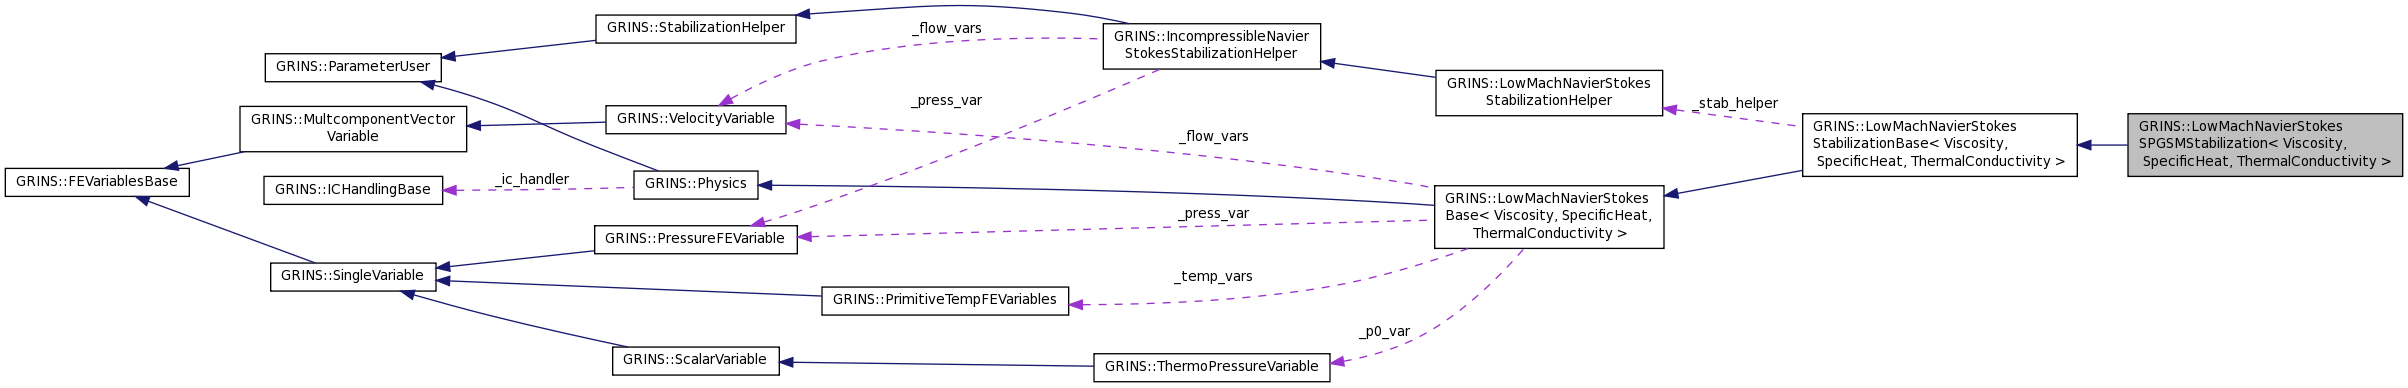 GRINS::StabilizationHelper
_flow_vars
GRINS::IncompressibleNavier
StokesStabilizationHelper
GRINS::ParameterUser
_press_var
GRINS::LowMachNavierStokes
StabilizationHelper
_stab_helper
GRINS::MultcomponentVector
Variable
GRINS::VelocityVariable
_flow_vars
GRINS::LowMachNavierStokes
StabilizationBase< Viscosity,
SpecificHeat, ThermalConductivity >
GRINS::LowMachNavierStokes
SPGSMStabilization< Viscosity,
SpecificHeat, ThermalConductivity >
GRINS::FEVariablesBase
GRINS::ICHandlingBase
_ic_handler
GRINS::Physics
GRINS::LowMachNavierStokes
Base< Viscosity, SpecificHeat,
ThermalConductivity >
_press_var
GRINS::PressureFEVariable
GRINS::SingleVariable
_temp_vars
GRINS::PrimitiveTempFEVariables
_p0_var
GRINS::ScalarVariable
GRINS::ThermoPressureVariable